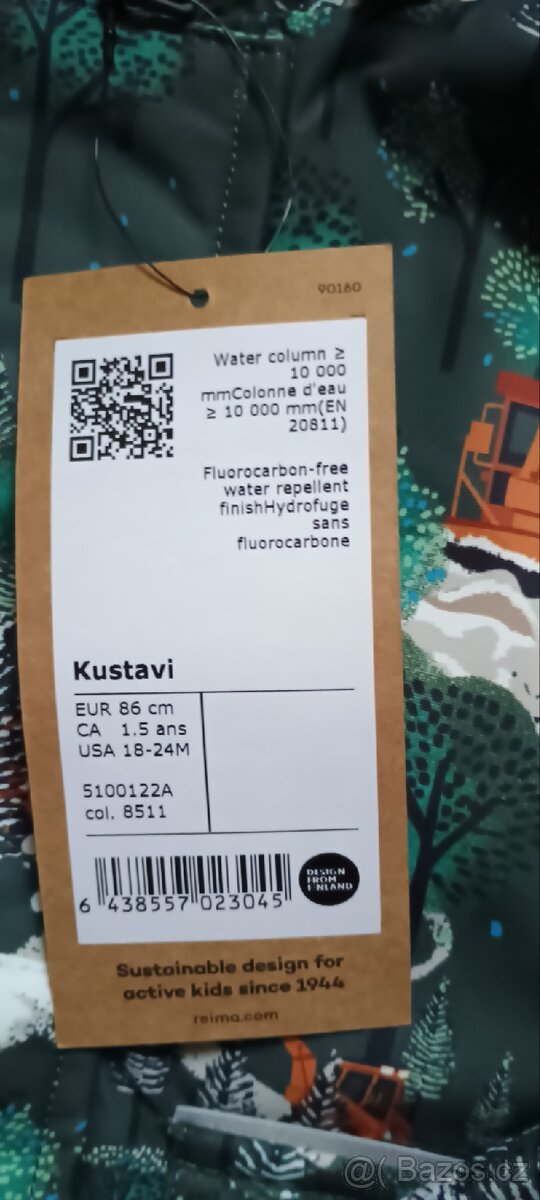 90160
Water column ≥
10 000
mmColonne d'eau
≥ 10 000 mm(EN
20811)
Fluorocarbon-free
water repellent
finishHydrofuge
sans
fluorocarbone
Kustavi
EUR 86 cm
CA 1.5 ans
USA 18-24M
5100122A
col. 8511
6 438557 023045
DESIGN
FROM
FINLAND
Sustainable design for
active kids since 1944
reima.com
@( Bazos.cz